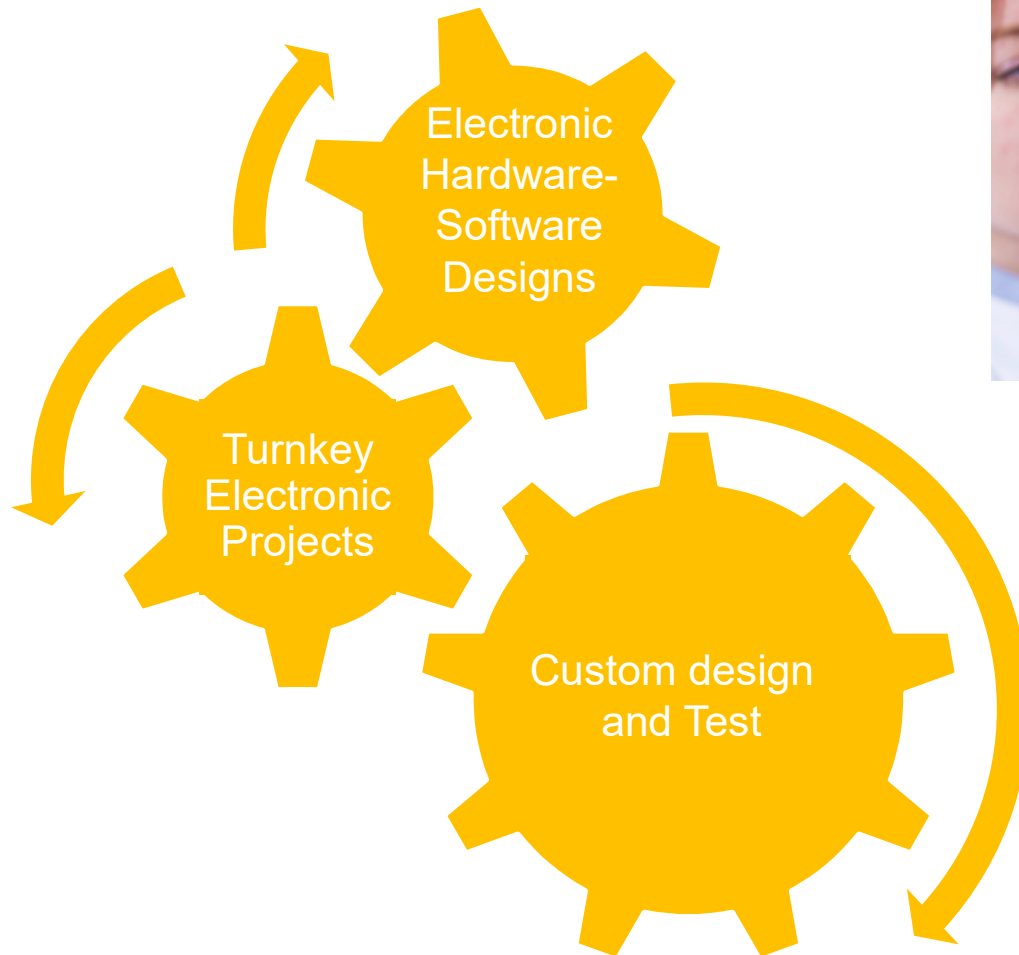 Electronic
Hardware-
Software
Designs
Turnkey
Electronic
Projects
Custom design
and Test